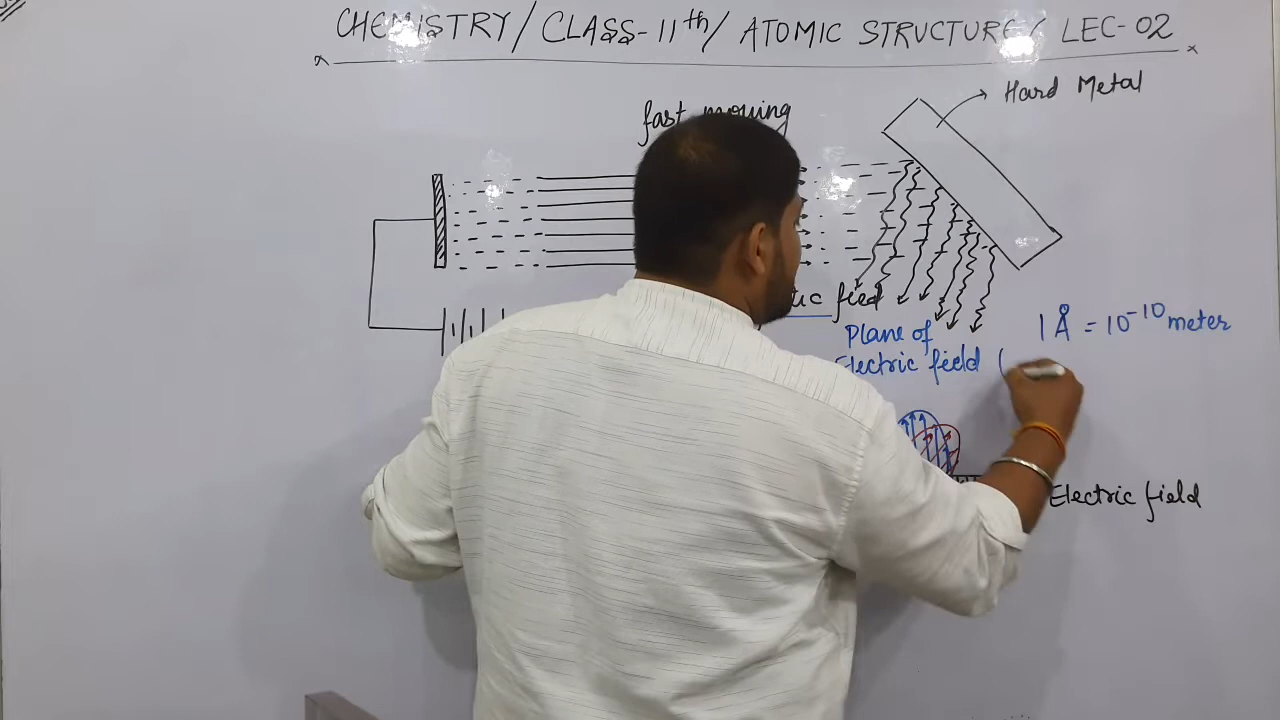 CHEMISTRY / CLASS-11th / ATOMIC STRUCTURE / LEC-02
Hard Metal
fast moving
field
1 Å = 10-10 meter
Plane of
Electric field (
Electric field